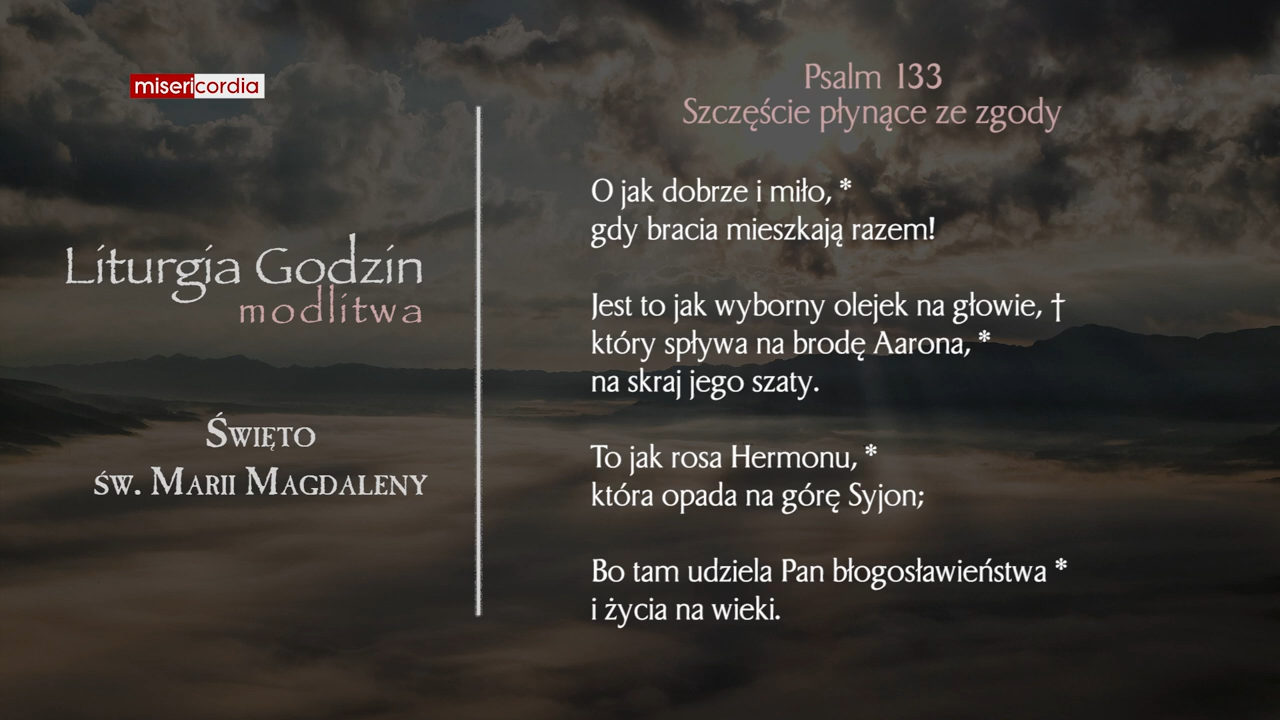 misericordia
Liturgia Godzin
modlitwa
Święto
św. Marii Magdaleny
Psalm 133
Szczęście płynące ze zgody
O jak dobrze i miło, *
gdy bracia mieszkają razem!
Jest to jak wyborny olejek na głowie, †
który spływa na brodę Aarona, *
na skraj jego szaty.
To jak rosa Hermonu, *
która opada na górę Syjon;
Bo tam udziela Pan błogosławieństwa *
i życia na wieki.